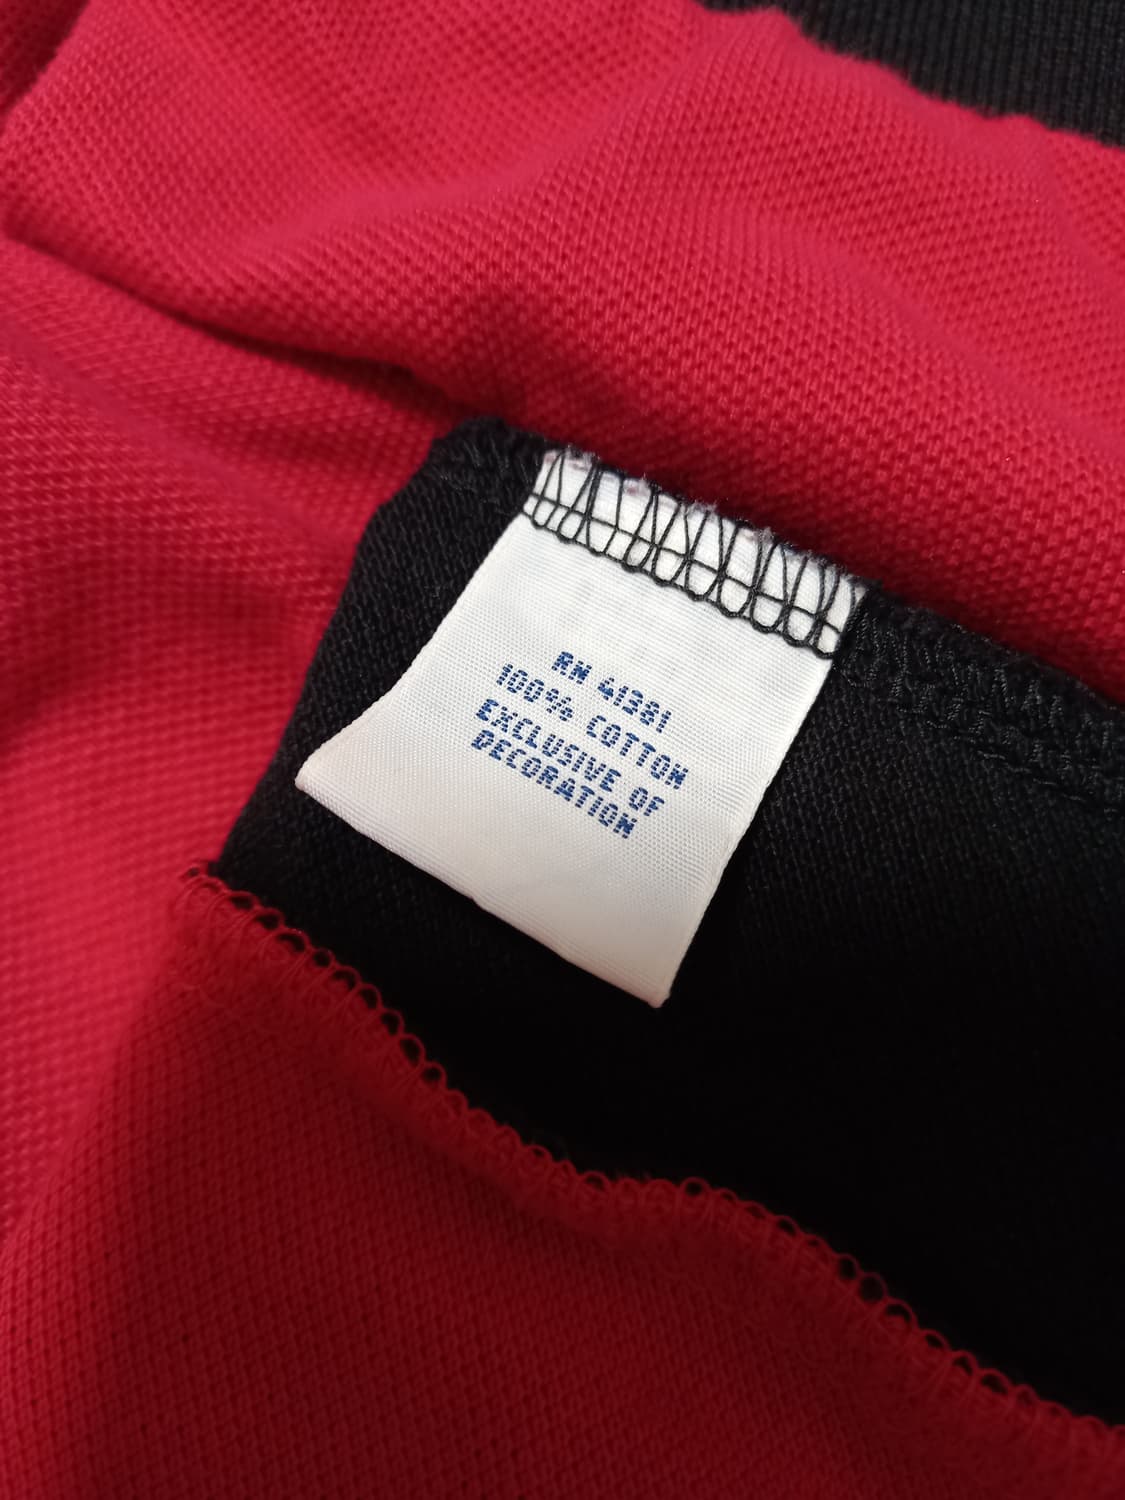 RN 41381
100% COTTON
EXCLUSIVE OF
DECORATION